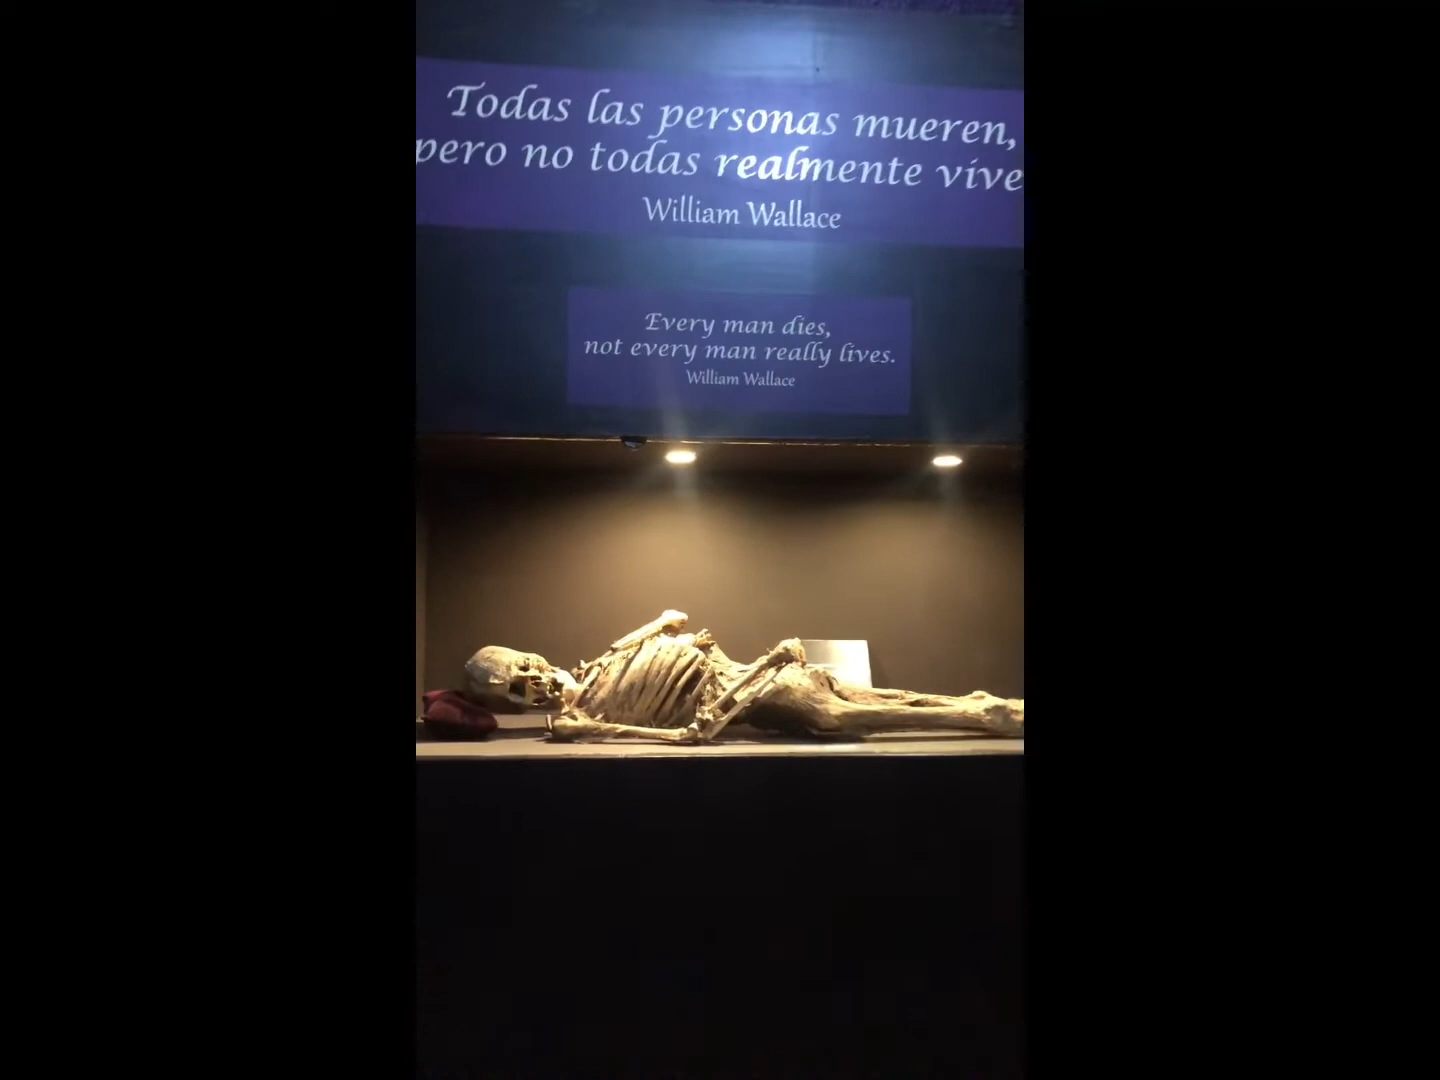 Todas las personas mueren,
pero no todas realmente vive
William Wallace
Every man dies,
not every man really lives.
William Wallace